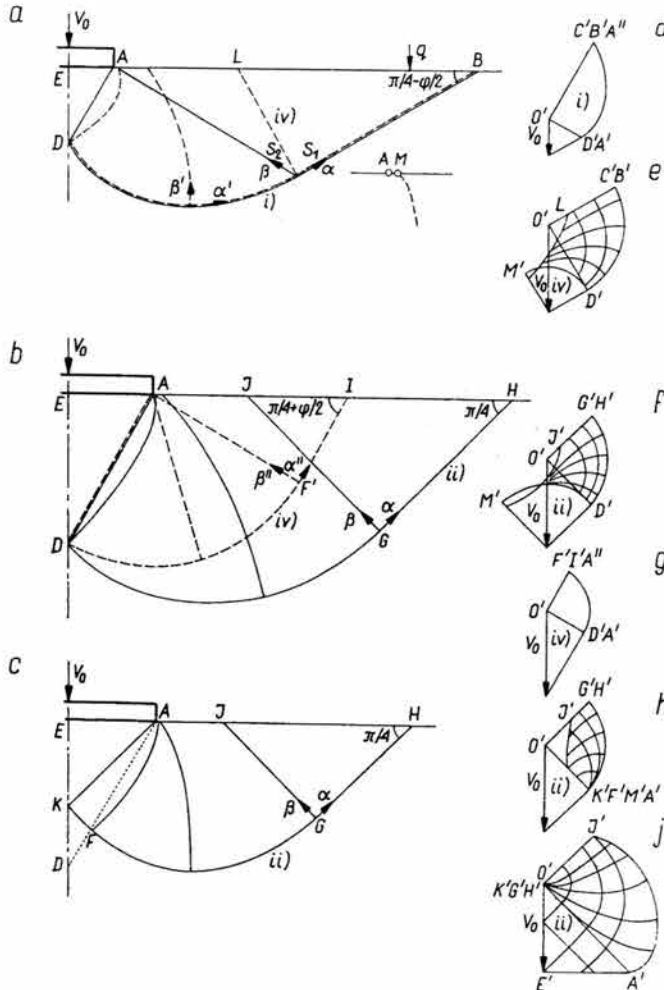 a
V₀
A
L
q
B
E
π/4-φ/2
D
iv)
S₂
S₁
β
α
β'
α'
i)
A M
b
V₀
E
A
J
I
H
π/4+φ/2
π/4
β''
α''
F'
ii)
iv)
β
α
D
G
c
V₀
E
A
J
H
π/4
K
F
D
β
α
G
ii)
d
C'B'A''
i)
O'
V₀
D'A'
e
C'B'
L
O'
M'
V₀
iv)
D'
f
G'H'
J'
O'
M'
V₀
ii)
D'
g
F'I'A''
O'
V₀
iv)
D'A'
h
G'H'
J'
O'
V₀
ii)
K'F'M'A'
j
J'
O'
K'G'H'
V₀
ii)
E'
A'